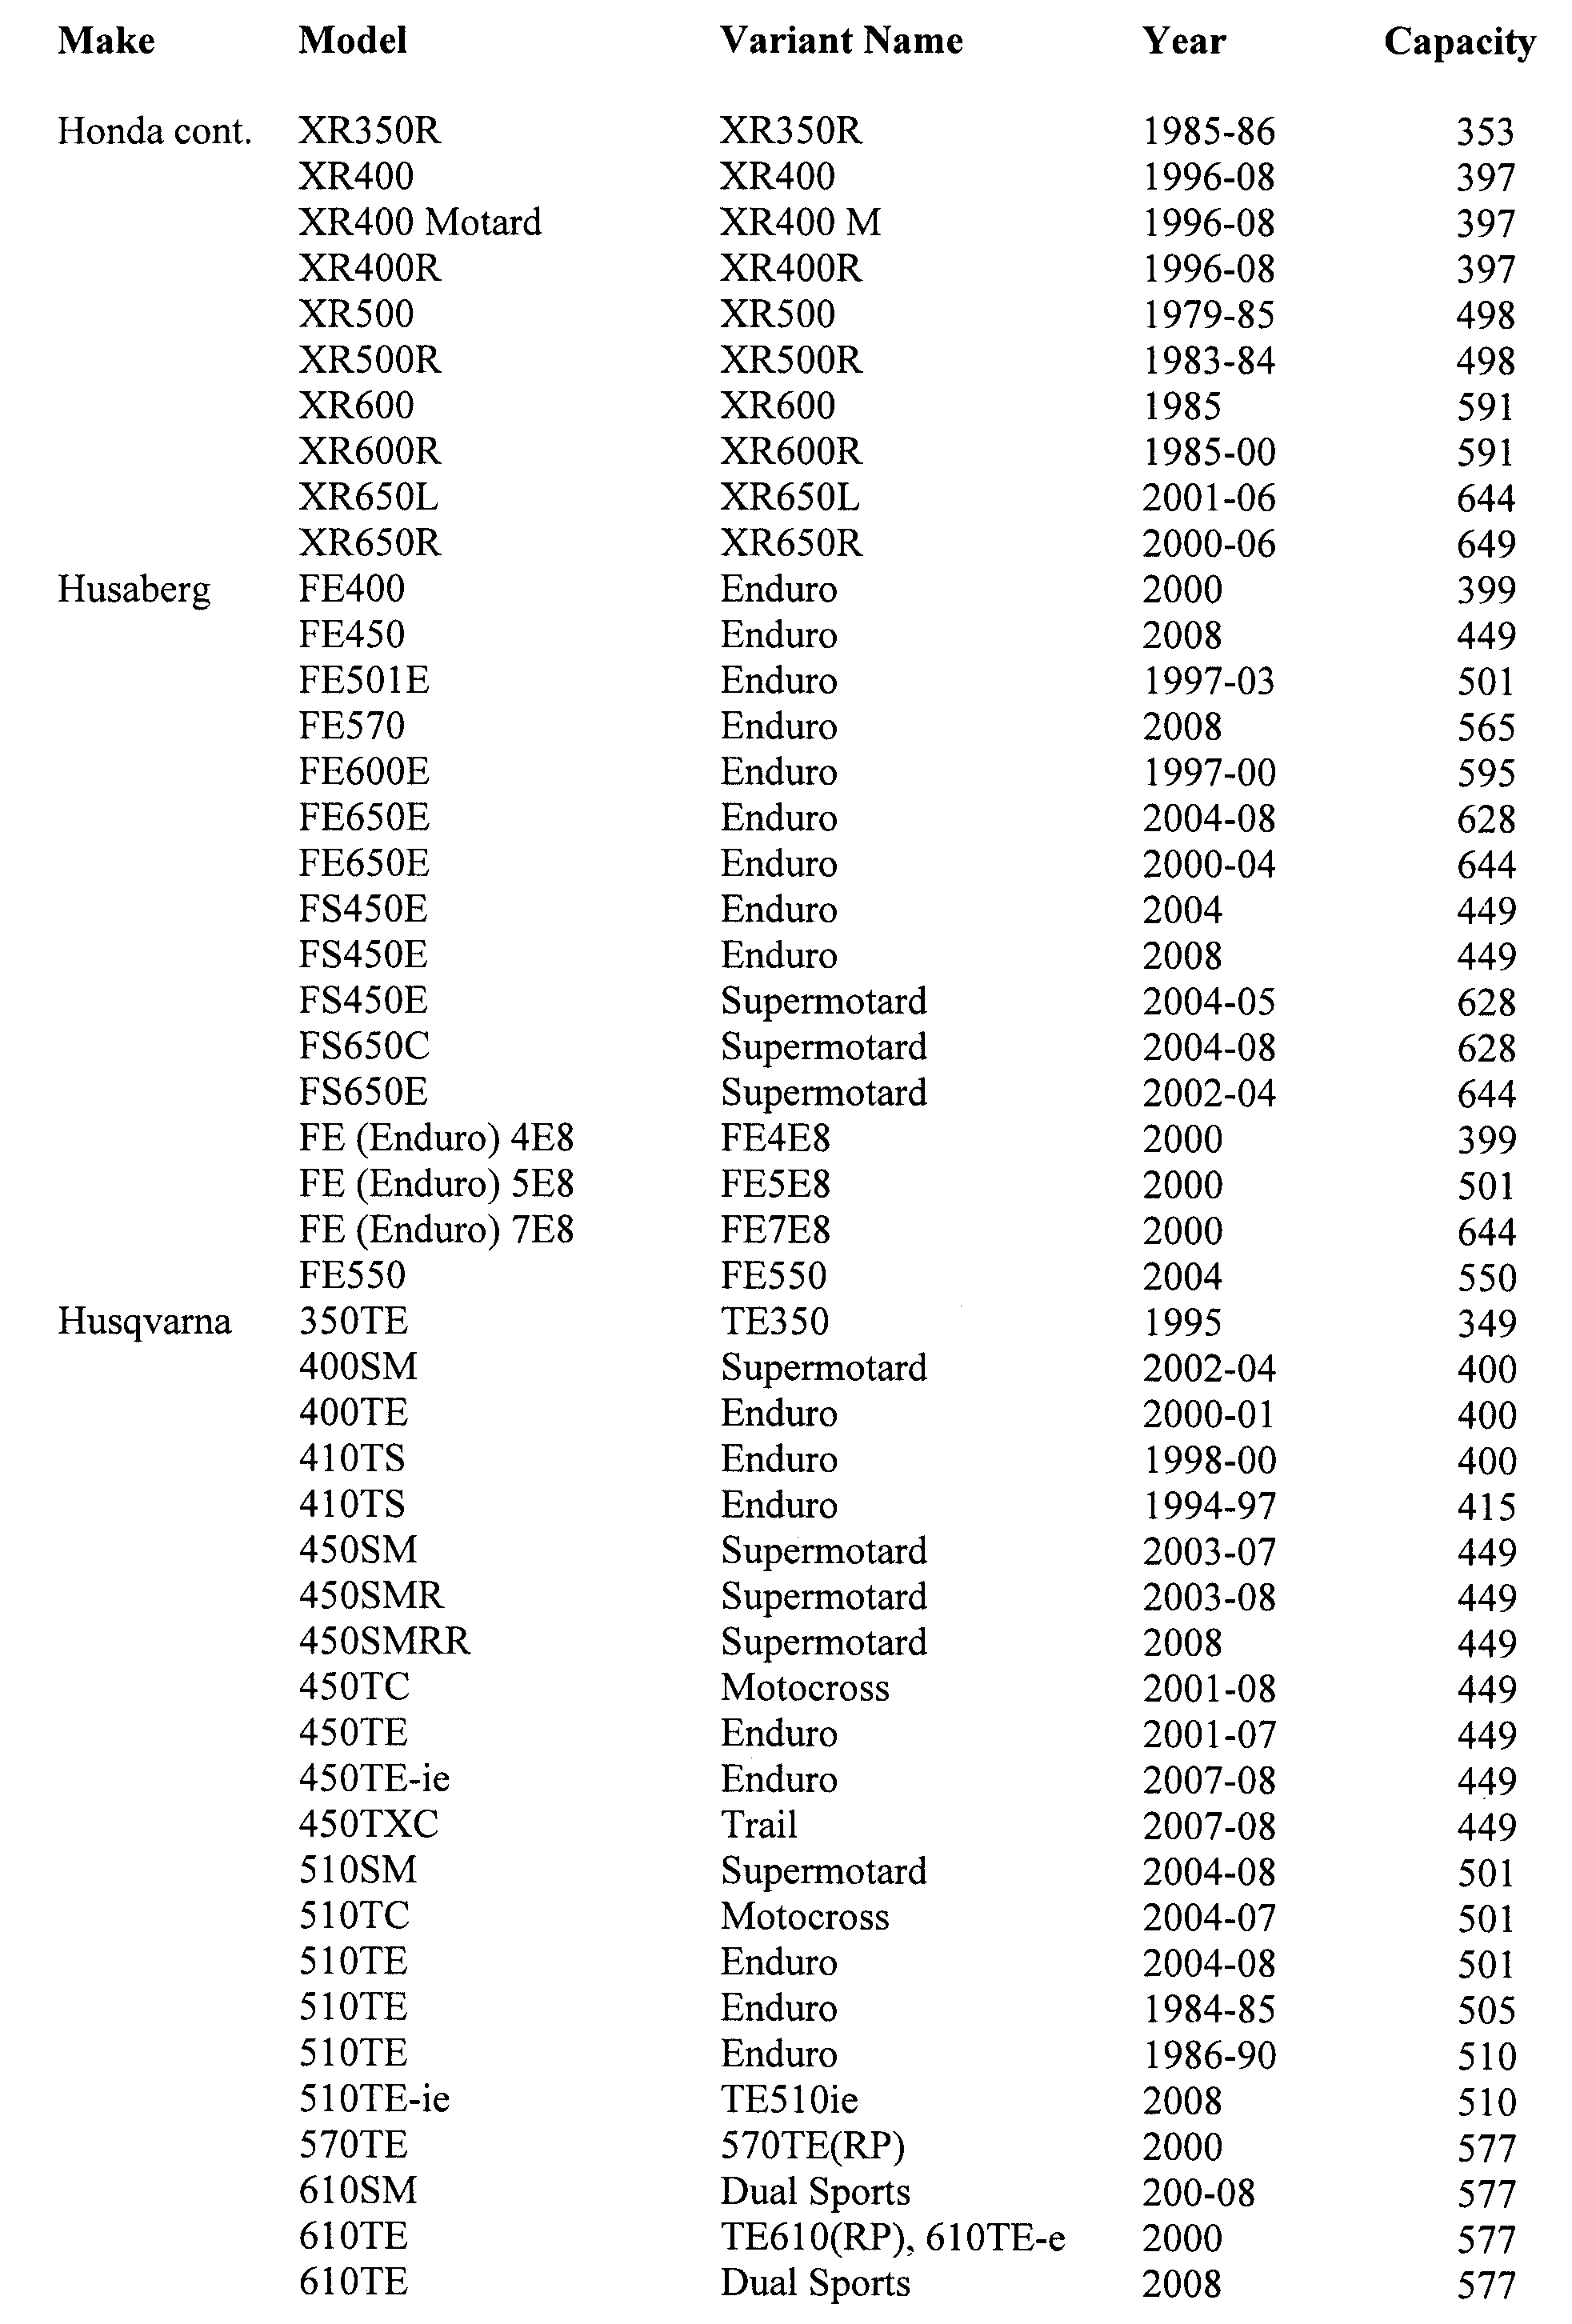 Make Model Variant Name Year Capacity
Honda cont. XR350R XR350R 1985-86 353
XR400 XR400 1996-08 397
XR400 Motard XR400 M 1996-08 397
XR400R XR400R 1996-08 397
XR500 XR500 1979-85 498
XR500R XR500R 1983-84 498
XR600 XR600 1985 591
XR600R XR600R 1985-00 591
XR650L XR650L 2001-06 644
XR650R XR650R 2000-06 649
Husaberg FE400 Enduro 2000 399
FE450 Enduro 2008 449
FE501E Enduro 1997-03 501
FE570 Enduro 2008 565
FE600E Enduro 1997-00 595
FE650E Enduro 2004-08 628
FE650E Enduro 2000-04 644
FS450E Enduro 2004 449
FS450E Enduro 2008 449
FS450E Supermotard 2004-05 628
FS650C Supermotard 2004-08 628
FS650E Supermotard 2002-04 644
FE (Enduro) 4E8 FE4E8 2000 399
FE (Enduro) 5E8 FE5E8 2000 501
FE (Enduro) 7E8 FE7E8 2000 644
FE550 FE550 2004 550
Husqvarna 350TE TE350 1995 349
400SM Supermotard 2002-04 400
400TE Enduro 2000-01 400
410TS Enduro 1998-00 400
410TS Enduro 1994-97 415
450SM Supermotard 2003-07 449
450SMR Supermotard 2003-08 449
450SMRR Supermotard 2008 449
450TC Motocross 2001-08 449
450TE Enduro 2001-07 449
450TE-ie Enduro 2007-08 449
450TXC Trail 2007-08 449
510SM Supermotard 2004-08 501
510TC Motocross 2004-07 501
510TE Enduro 2004-08 501
510TE Enduro 1984-85 505
510TE Enduro 1986-90 510
510TE-ie TE510ie 2008 510
570TE 570TE(RP) 2000 577
610SM Dual Sports 200-08 577
610TE TE610(RP), 610TE-e 2000 577
610TE Dual Sports 2008 577